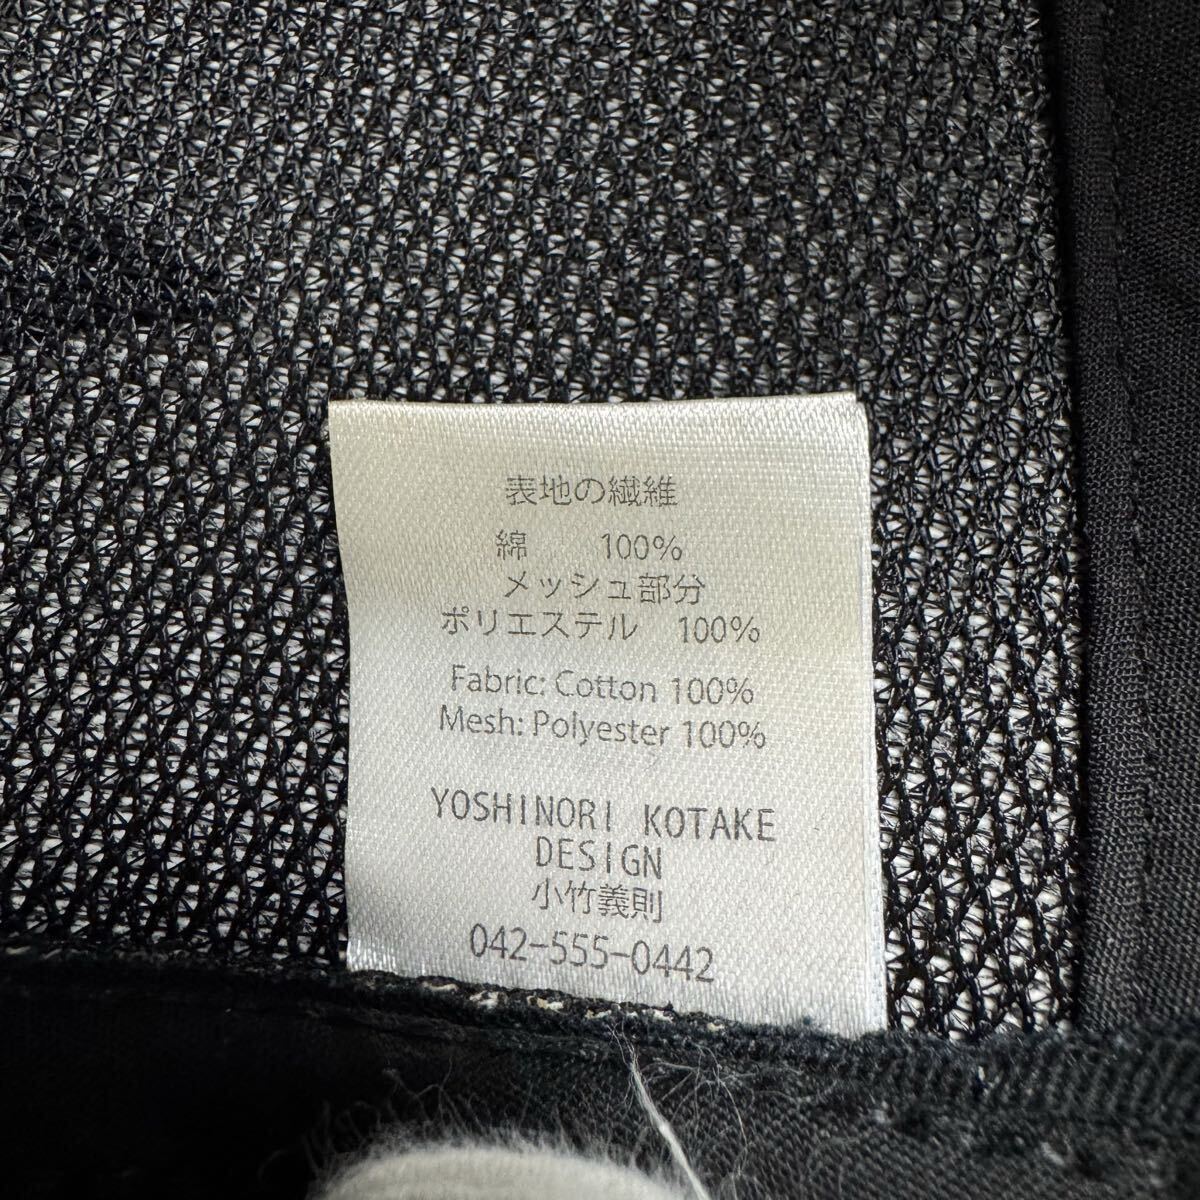 表地の繊維
綿　　100%
メッシュ部分
ポリエステル　100%
Fabric: Cotton 100%
Mesh: Polyester 100%
YOSHINORI KOTAKE
DESIGN
小竹義則
042-555-0442